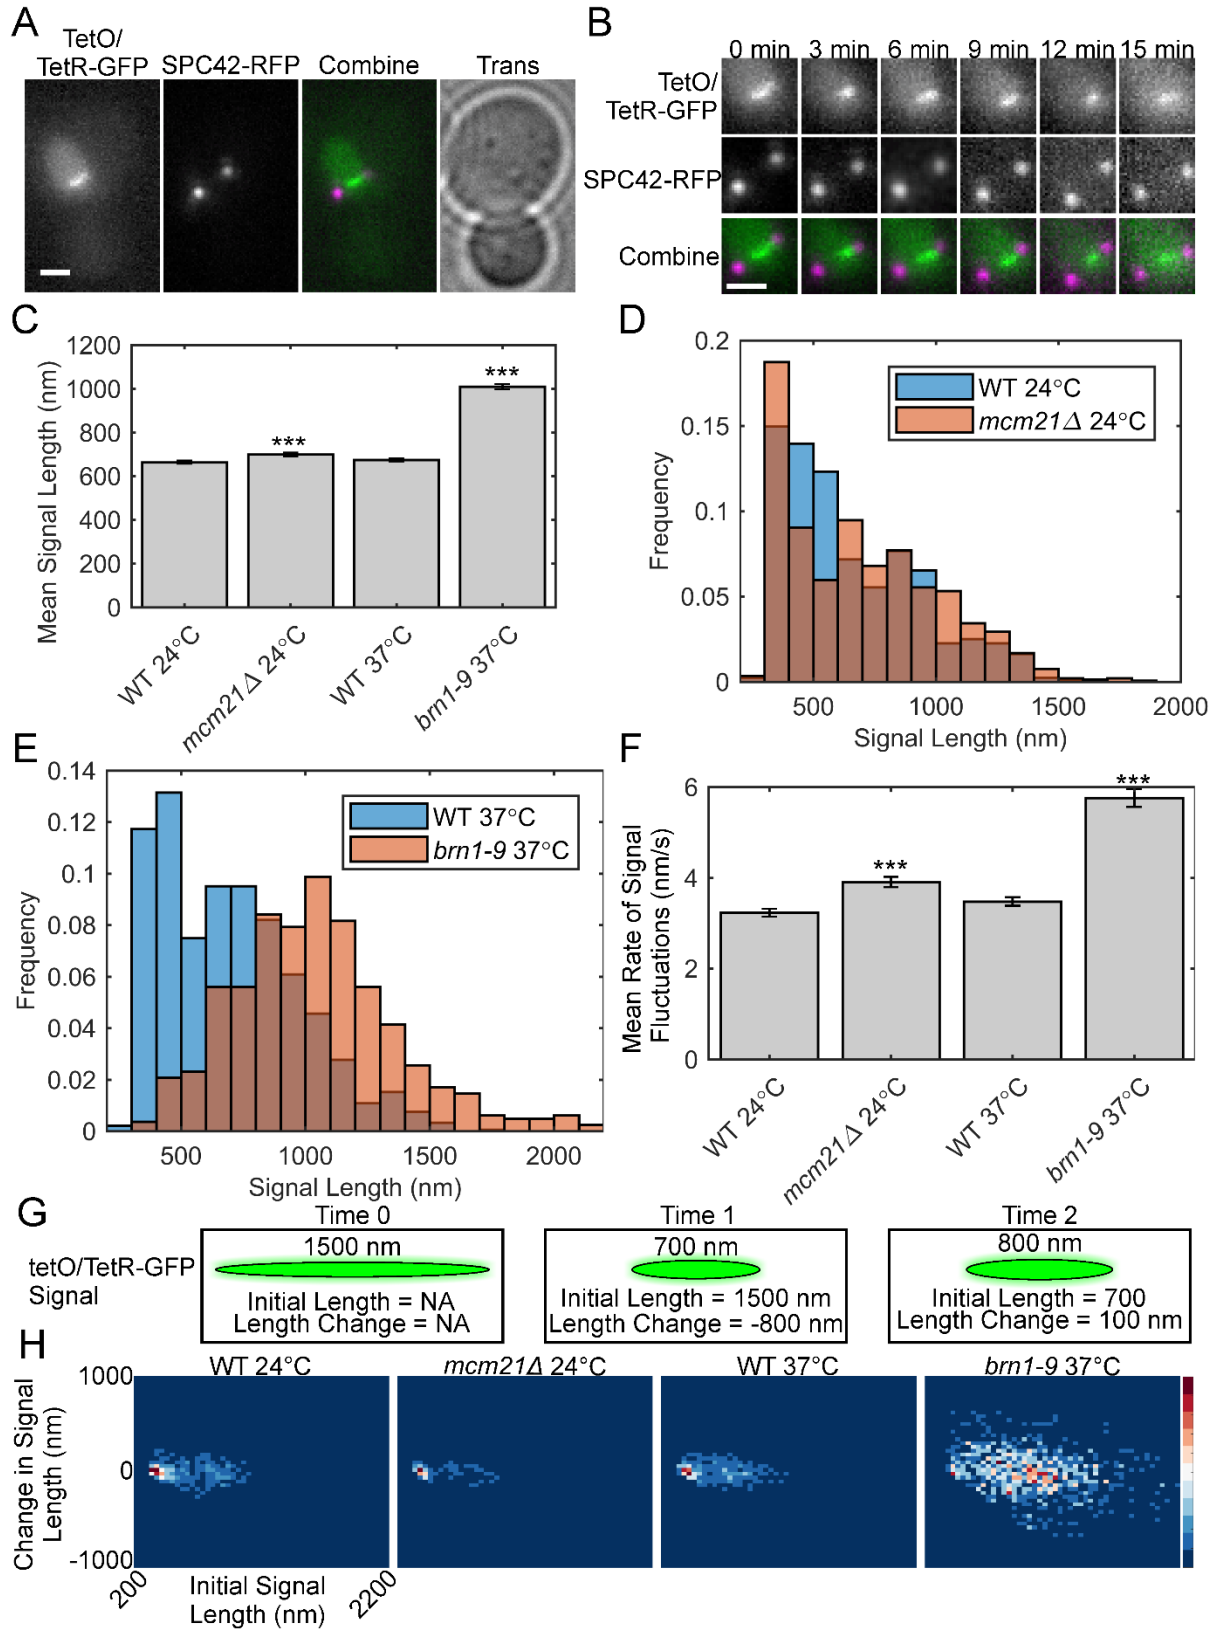 A
TetO/
TetR-GFP SPC42-RFP Combine Trans
B
0 min 3 min 6 min 9 min 12 min 15 min
TetO/
TetR-GFP
SPC42-RFP
Combine
C
Mean Signal Length (nm)
1200
1000
800
600
400
200
0
*** ***
WT 24°C
mcm21Δ 24°C
WT 37°C
brn1-9 37°C
D
Frequency
0.2
0.15
0.1
0.05
0
WT 24°C
mcm21Δ 24°C
500 1000 1500 2000
Signal Length (nm)
E
Frequency
0.14
0.12
0.1
0.08
0.06
0.04
0.02
0
WT 37°C
brn1-9 37°C
500 1000 1500 2000
Signal Length (nm)
F
Mean Rate of Signal
Fluctuations (nm/s)
6
4
2
0
*** ***
WT 24°C
mcm21Δ 24°C
WT 37°C
brn1-9 37°C
G
tetO/TetR-GFP
Signal
Time 0
1500 nm
Initial Length = NA
Length Change = NA
Time 1
700 nm
Initial Length = 1500 nm
Length Change = -800 nm
Time 2
800 nm
Initial Length = 700
Length Change = 100 nm
H
WT 24°C mcm21Δ 24°C WT 37°C brn1-9 37°C
Change in Signal
Length (nm)
1000
0
-1000
200 2200
Initial Signal
Length (nm)